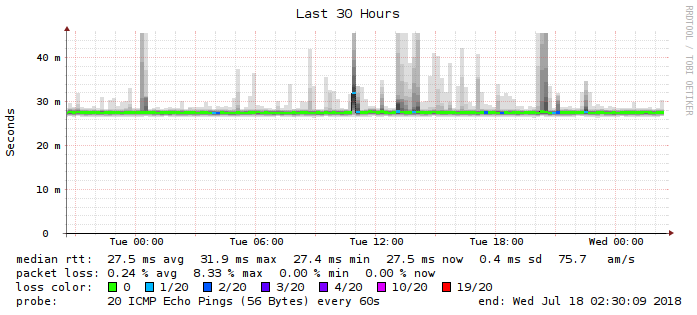 Last 30 Hours
RRDTOOL / TOBI OETIKER
Seconds
40 m
30 m
20 m
10 m
0
Tue 00:00 Tue 06:00 Tue 12:00 Tue 18:00 Wed 00:00
median rtt: 27.5 ms avg 31.9 ms max 27.4 ms min 27.5 ms now 0.4 ms sd 75.7 am/s
packet loss: 0.24 % avg 8.33 % max 0.00 % min 0.00 % now
loss color: 0 1/20 2/20 3/20 4/20 10/20 19/20
probe: 20 ICMP Echo Pings (56 Bytes) every 60s end: Wed Jul 18 02:30:09 2018